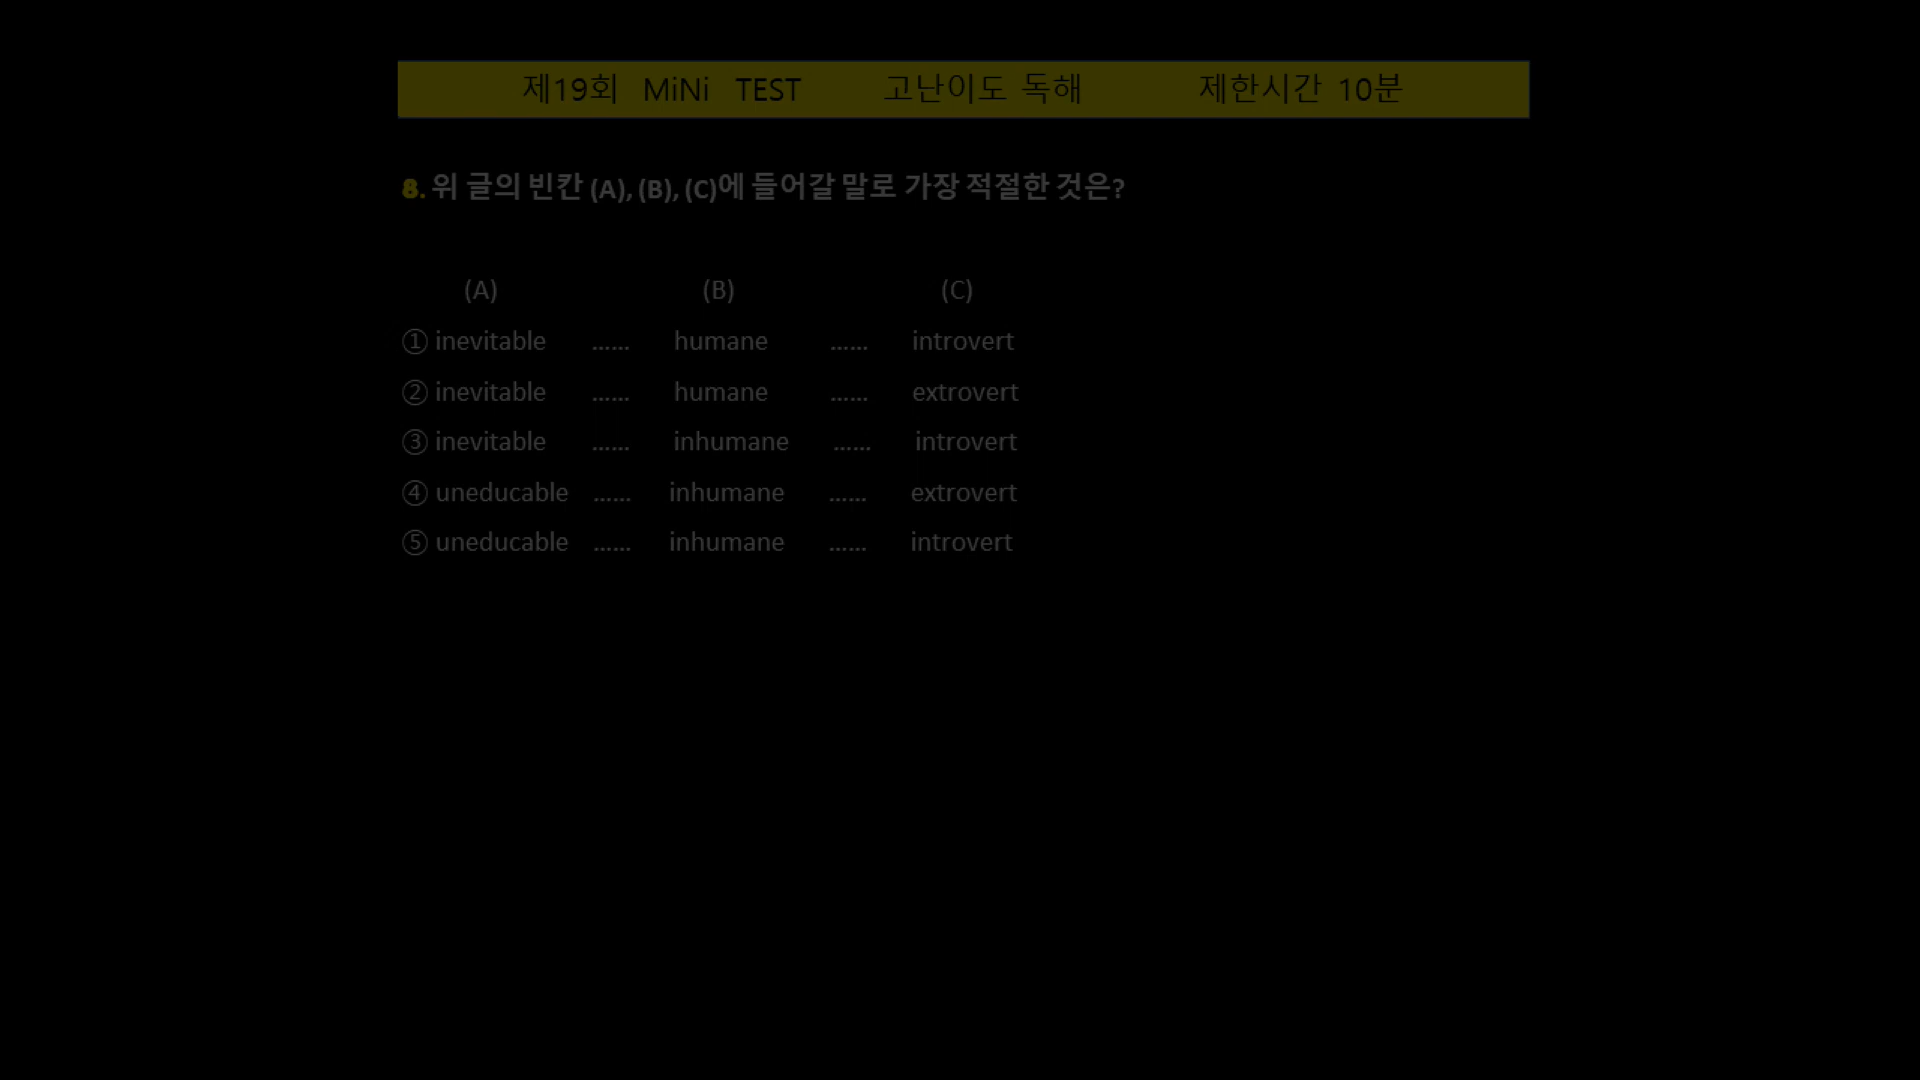 제19회 MiNi TEST 고난이도 독해 제한시간 10분
8. 위 글의 빈칸 (A), (B), (C)에 들어갈 말로 가장 적절한 것은?
(A) (B) (C)
① inevitable ...... humane ...... introvert
② inevitable ...... humane ...... extrovert
③ inevitable ...... inhumane ...... introvert
④ uneducable ...... inhumane ...... extrovert
⑤ uneducable ...... inhumane ...... introvert